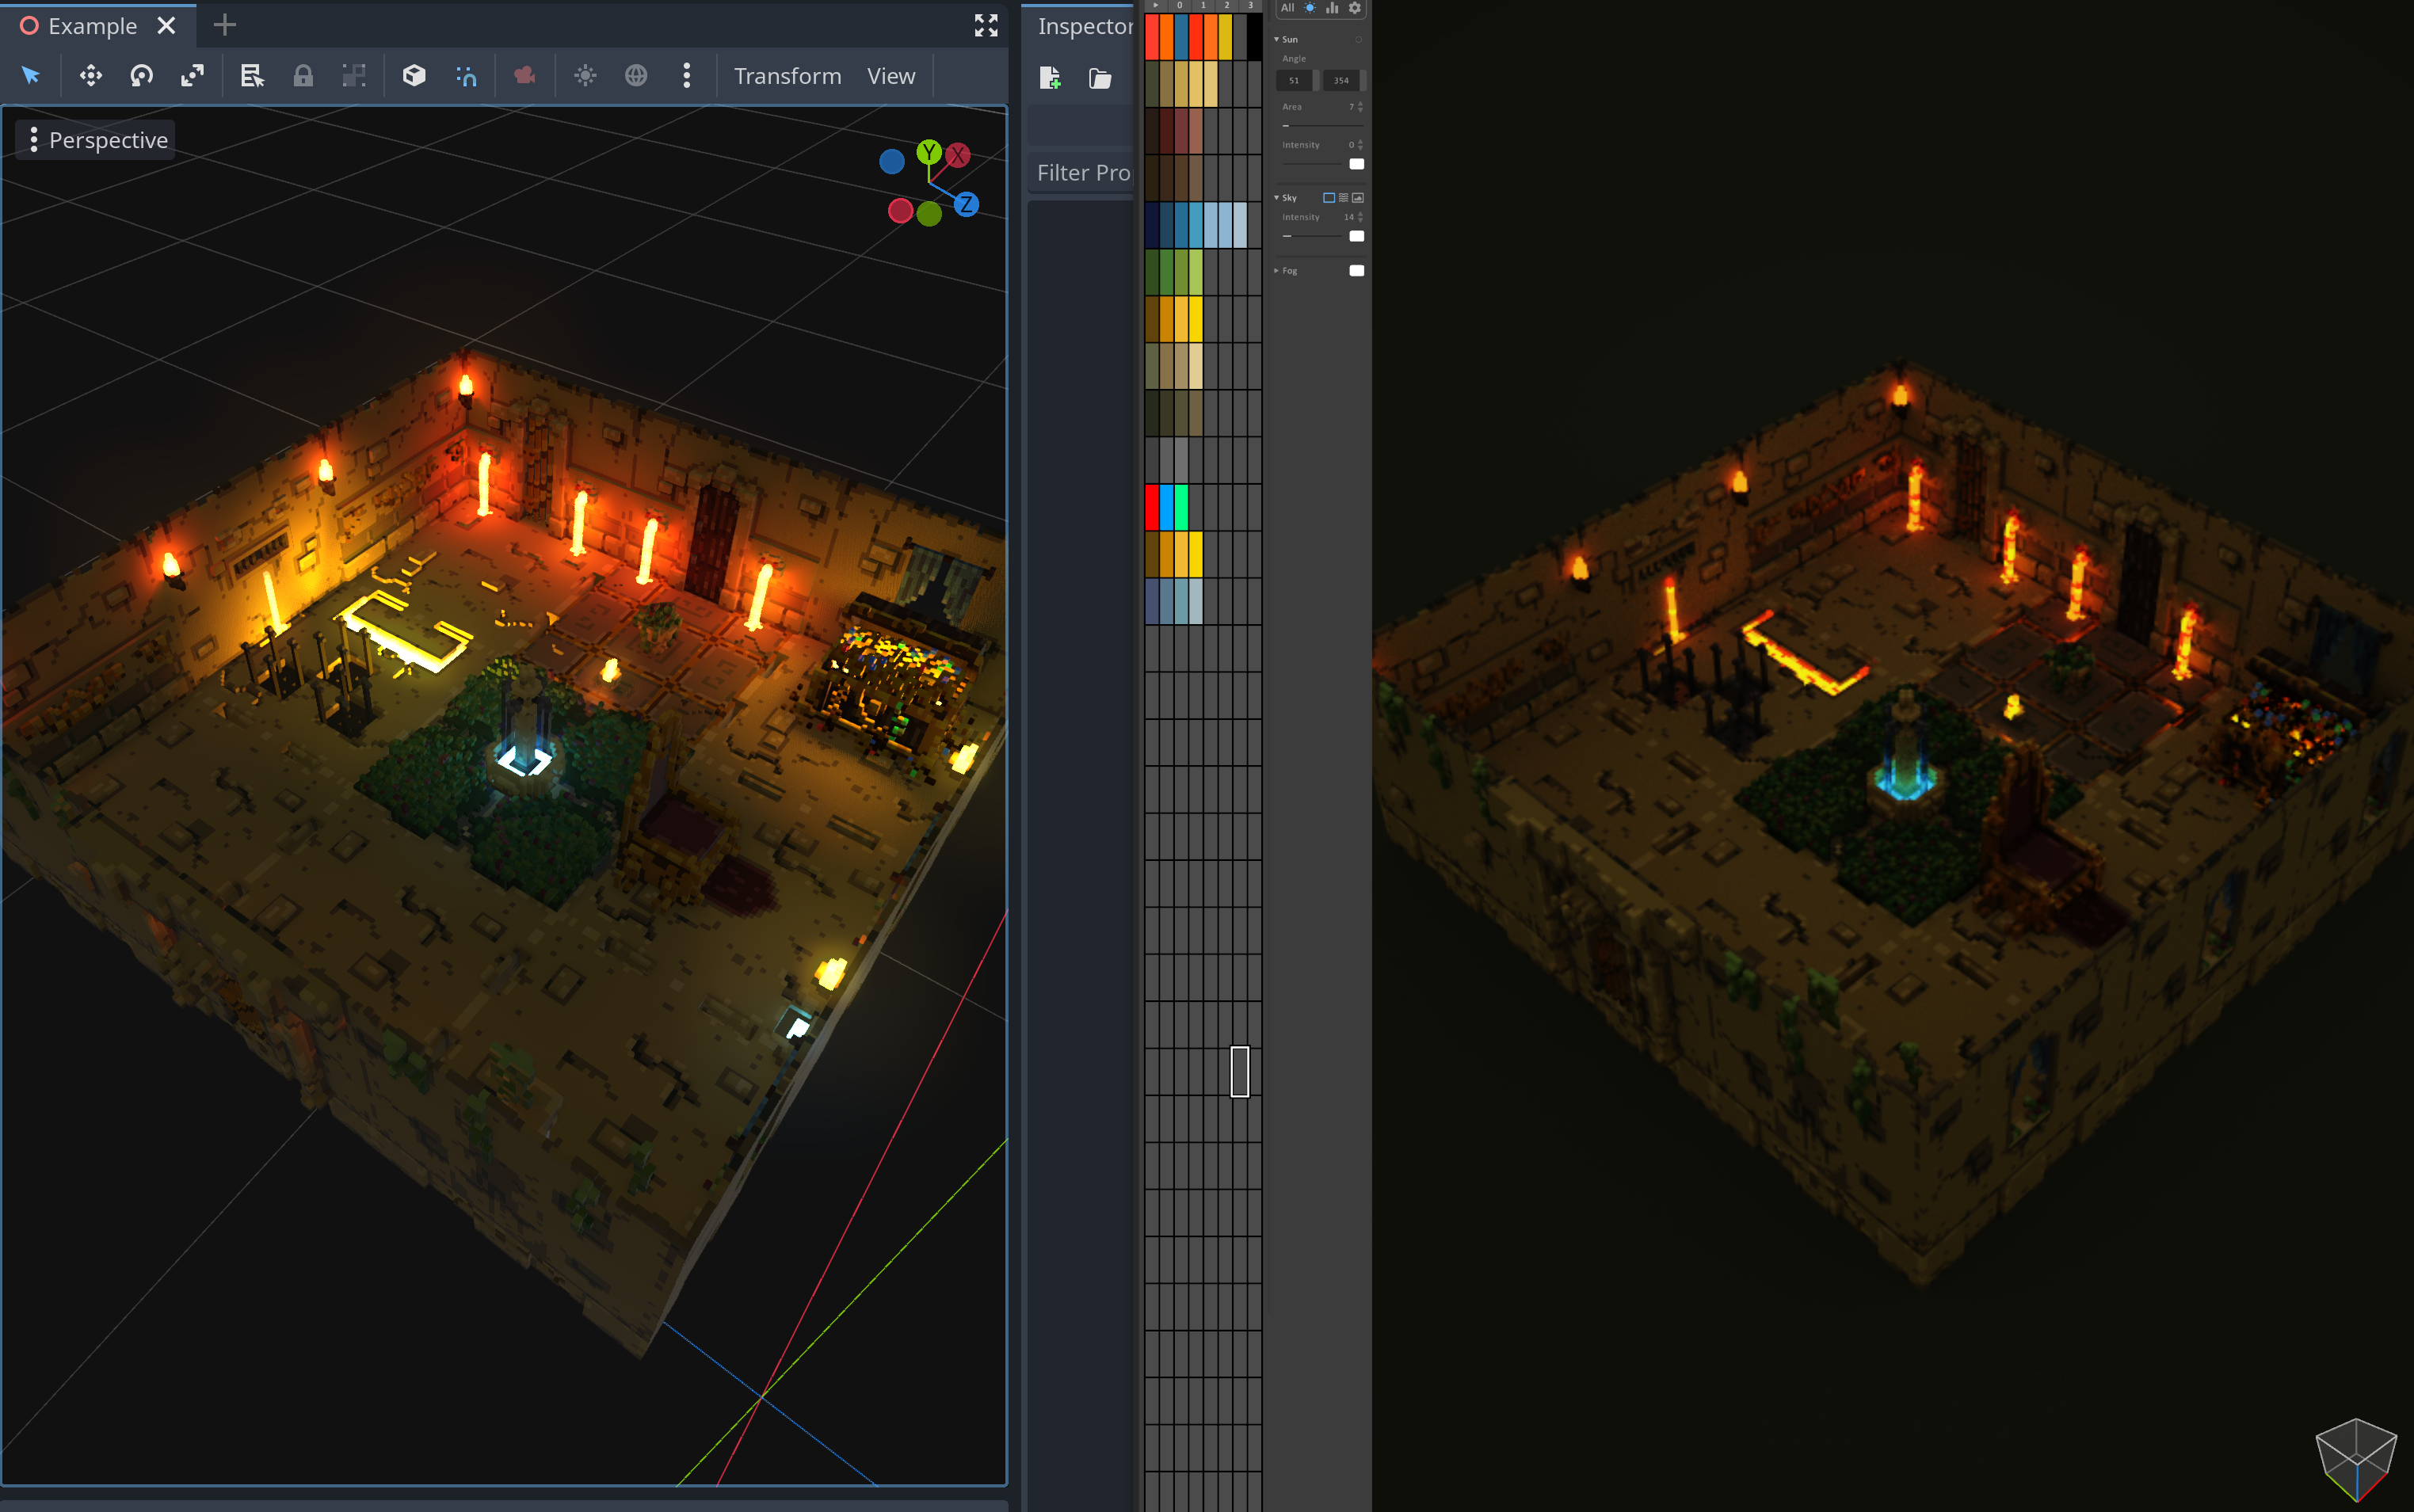 Example
Transform View
Perspective
Y X
Z
Inspector
Filter Pro
0 1 2 3
All
Sun
Angle
51 354
Area 7
Intensity 0
Sky
Intensity 14
Fog